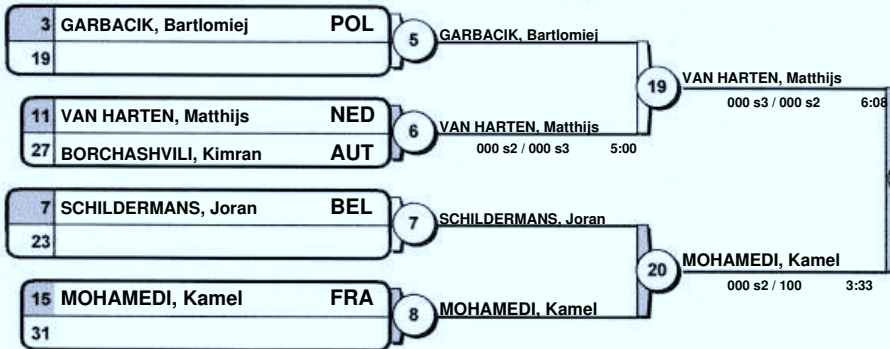 3 GARBACIK, Bartlomiej POL
19
5
GARBACIK, Bartlomiej
11 VAN HARTEN, Matthijs NED
27 BORCHASHVILI, Kimran AUT
6
VAN HARTEN, Matthijs
000 s2 / 000 s3 5:00
19
VAN HARTEN, Matthijs
000 s3 / 000 s2 6:08
7 SCHILDERMANS, Joran BEL
23
7
SCHILDERMANS, Joran
15 MOHAMEDI, Kamel FRA
31
8
MOHAMEDI, Kamel
20
MOHAMEDI, Kamel
000 s2 / 100 3:33